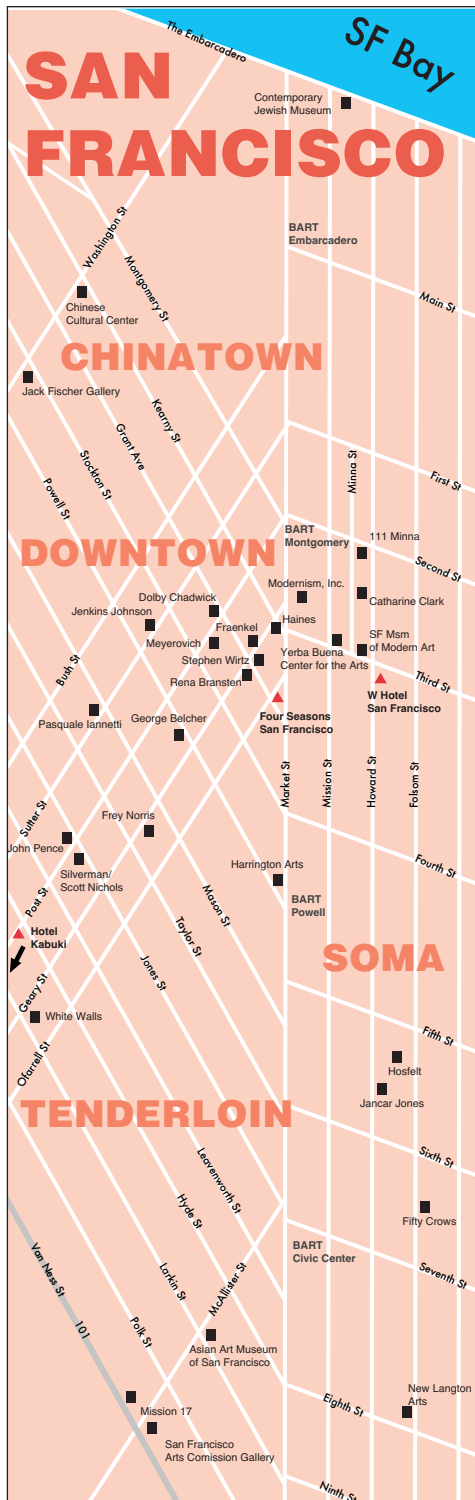 The Embarcadero
SF Bay
SAN
FRANCISCO
Contemporary
Jewish Museum
BART
Embarcadero
Washington St
Montgomery St
Main St
Chinese
Cultural Center
CHINATOWN
Jack Fischer Gallery
Kearny St
Grant Ave
Stockton St
Powell St
Minna St
First St
DOWNTOWN
BART
Montgomery
111 Minna
Second St
Modernism, Inc.
Catharine Clark
Dolby Chadwick
Jenkins Johnson
Fraenkel
Haines
Meyerovich
Yerba Buena
Center for the Arts
SF Msm
of Modern Art
Stephen Wirtz
Rena Bransten
Bush St
Third St
W Hotel
San Francisco
Pasquale Iannetti
George Belcher
Four Seasons
San Francisco
Market St
Mission St
Howard St
Folsom St
Sutter St
Frey Norris
John Pence
Silverman/
Scott Nichols
Harrington Arts
Fourth St
BART
Powell
Post St
Mason St
Taylor St
Jones St
Hotel
Kabuki
SOMA
Geary St
White Walls
Ofarrell St
Fifth St
Hosfelt
Jancar Jones
TENDERLOIN
Sixth St
Leavenworth St
Hyde St
Fifty Crows
BART
Civic Center
Seventh St
Van Ness St
101
Larkin St
McAllister St
Polk St
Asian Art Museum
of San Francisco
Mission 17
San Francisco
Arts Comission Gallery
Eighth St
New Langton
Arts
Ninth St